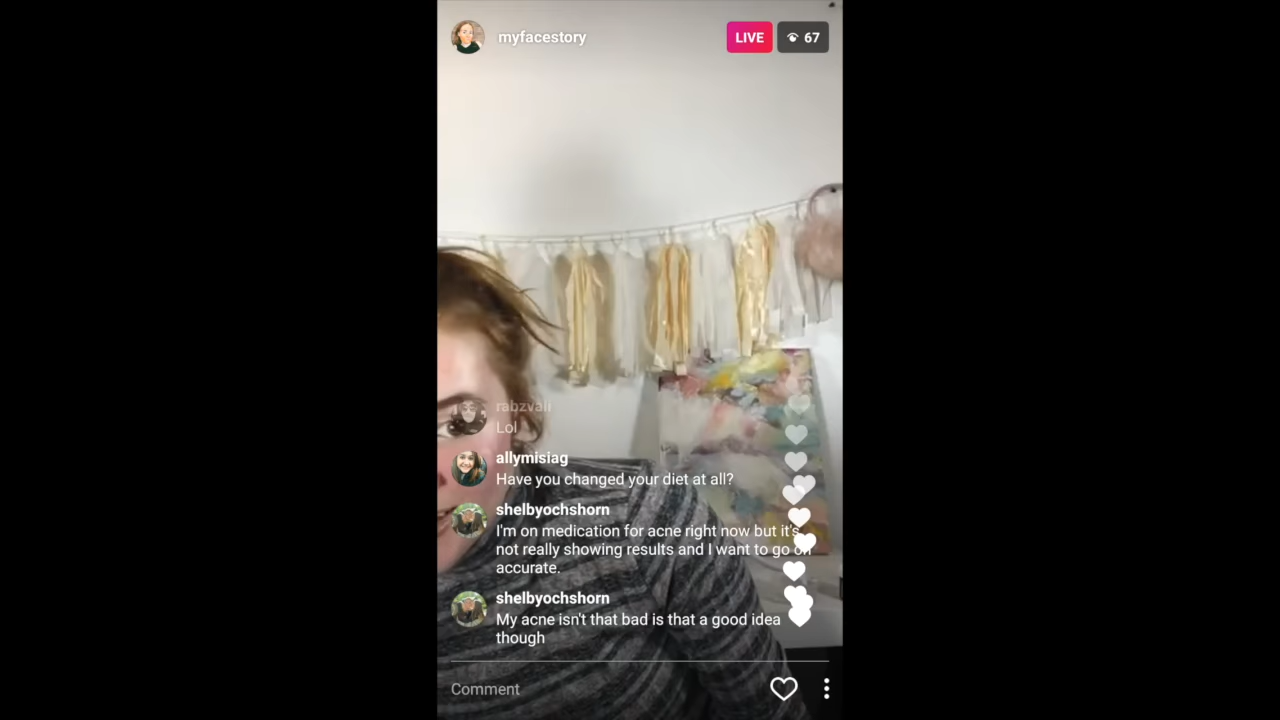 myfacestory
LIVE
67
rabzvali
Lol
allymisiag
Have you changed your diet at all?
shelbyochshorn
I'm on medication for acne right now but it's
not really showing results and I want to go on
accurate.
shelbyochshorn
My acne isn't that bad is that a good idea
though
Comment